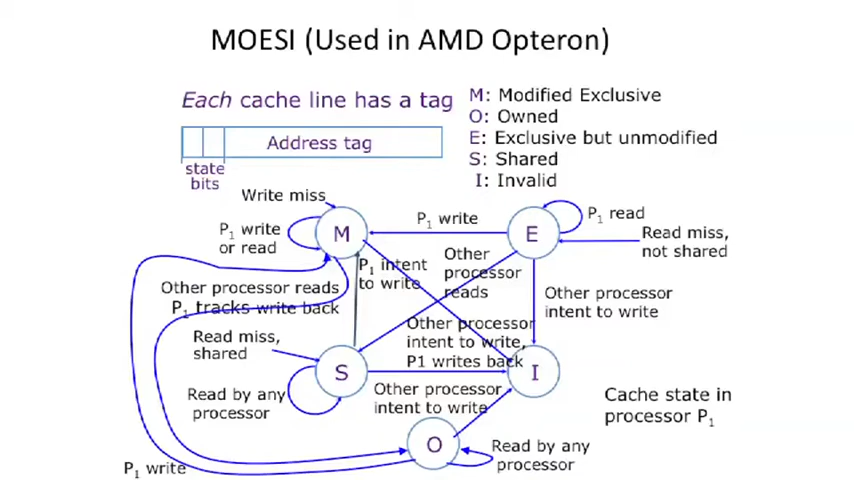 MOESI (Used in AMD Opteron)
Each cache line has a tag
Address tag
state
bits
M: Modified Exclusive
O: Owned
E: Exclusive but unmodified
S: Shared
I: Invalid
Write miss
P1 write
or read
M
P1 write
E
P1 read
Read miss,
not shared
P1 intent
to write
Other
processor
reads
Other processor reads
P1 tracks write back
Other processor
intent to write
Read miss,
shared
Other processor
intent to write,
P1 writes back
S
I
Read by any
processor
Other processor
intent to write
Cache state in
processor P1
O
Read by any
processor
P1 write